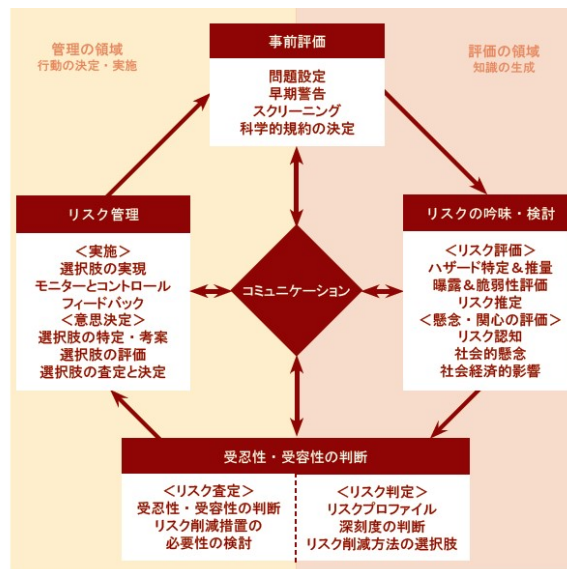 管理の領域
行動の決定・実施
評価の領域
知識の生成
事前評価
問題設定
早期警告
スクリーニング
科学的規約の決定
リスク管理
<実施>
選択肢の実現
モニターとコントロール
フィードバック
<意思決定>
選択肢の特定・考案
選択肢の評価
選択肢の査定と決定
コミュニケーション
リスクの吟味・検討
<リスク評価>
ハザード特定&推量
曝露&脆弱性評価
リスク推定
<懸念・関心の評価>
リスク認知
社会的懸念
社会経済的影響
受忍性・受容性の判断
<リスク査定>
受忍性・受容性の判断
リスク削減措置の
必要性の検討
<リスク判定>
リスクプロファイル
深刻度の判断
リスク削減方法の選択肢